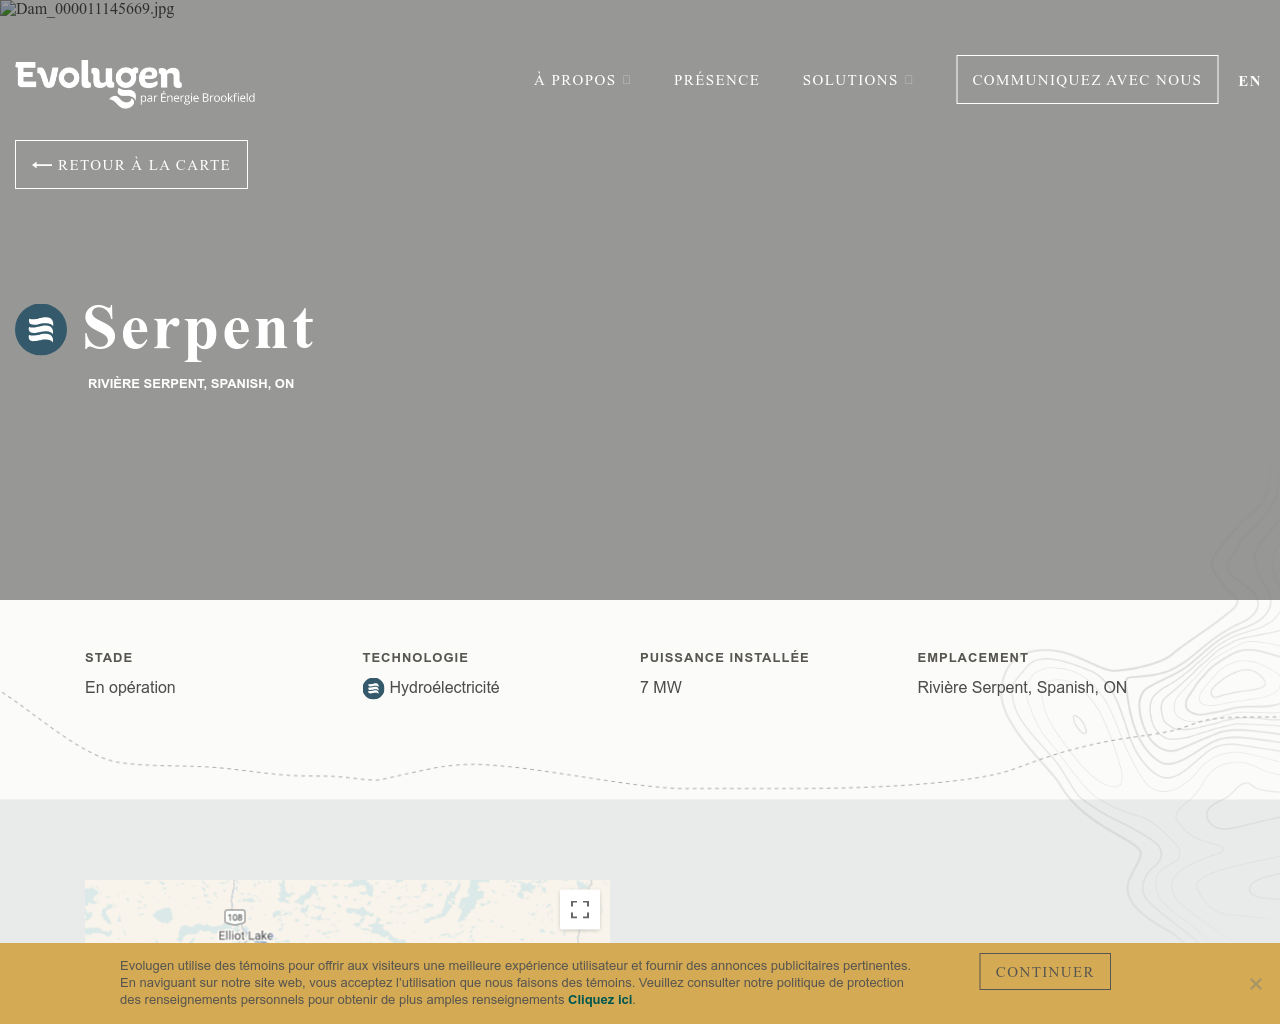 Dam_000011145669.jpg
Evolugen
par Énergie Brookfield
À PROPOS
PRÉSENCE
SOLUTIONS
COMMUNIQUEZ AVEC NOUS
EN
RETOUR À LA CARTE
Serpent
RIVIÈRE SERPENT, SPANISH, ON
STADE
En opération
TECHNOLOGIE
Hydroélectricité
PUISSANCE INSTALLÉE
7 MW
EMPLACEMENT
Rivière Serpent, Spanish, ON
108
Elliot Lake
Evolugen utilise des témoins pour offrir aux visiteurs une meilleure expérience utilisateur et fournir des annonces publicitaires pertinentes.
En naviguant sur notre site web, vous acceptez l'utilisation que nous faisons des témoins. Veuillez consulter notre politique de protection
des renseignements personnels pour obtenir de plus amples renseignements Cliquez ici.
CONTINUER